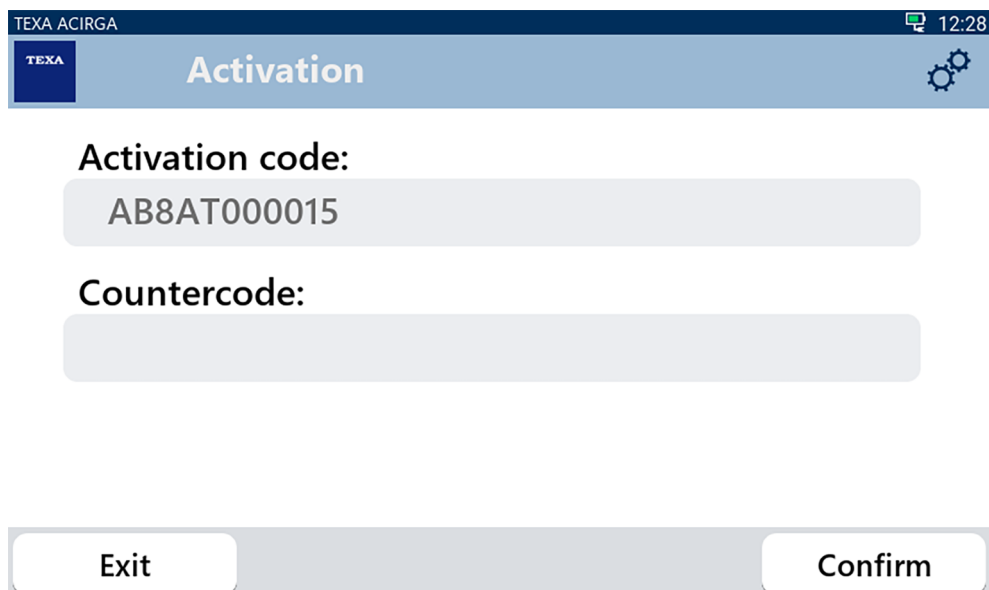 TEXA ACIRGA 12:28
TEXA Activation
Activation code:
AB8AT000015
Countercode:
Exit Confirm